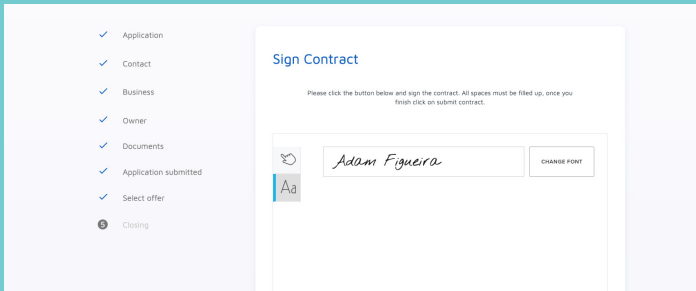 Application
Contact
Business
Owner
Documents
Application submitted
Select offer
5 Closing
Sign Contract
Please click the button below and sign the contract. All spaces must be filled up, once you
finish click on submit contract.
Adam Figueira
CHANGE FONT
Aa